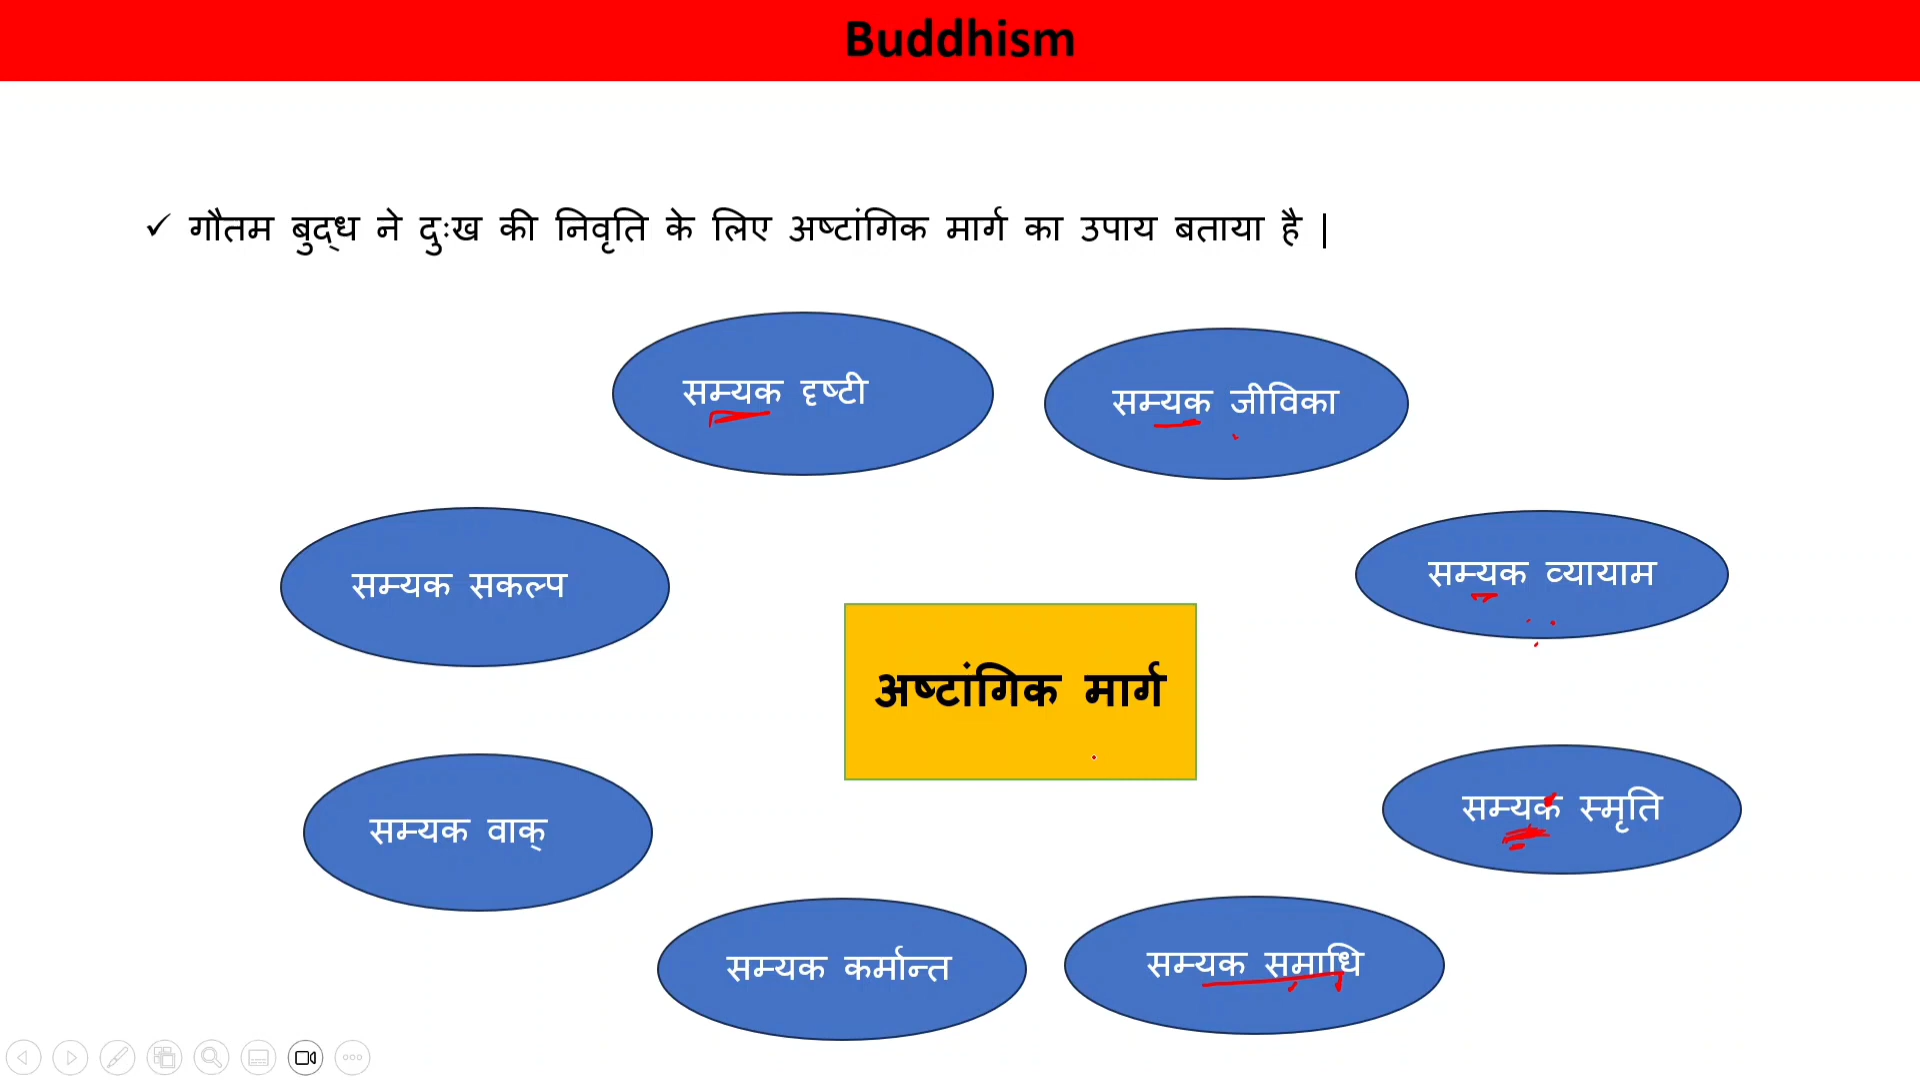 Buddhism
✓ गौतम बुद्ध ने दुःख की निवृति के लिए अष्टांगिक मार्ग का उपाय बताया है |
सम्यक दृष्टी
सम्यक जीविका
सम्यक सकल्प
सम्यक व्यायाम
अष्टांगिक मार्ग
सम्यक वाक्
सम्यक स्मृति
सम्यक कर्मान्त
सम्यक समाधि